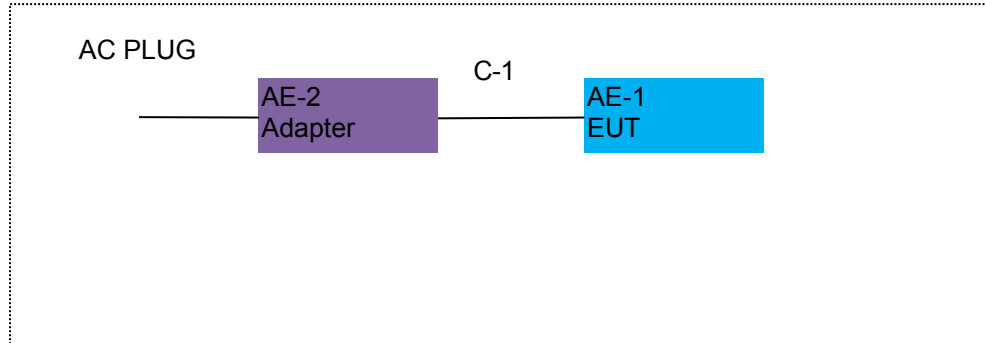 AC PLUG
C-1
AE-2
Adapter
AE-1
EUT